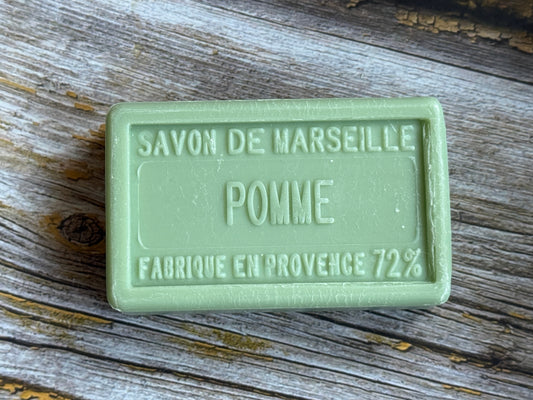 SAVON DE MARSEILLE
POMME
FABRIQUE EN PROVENCE 72%